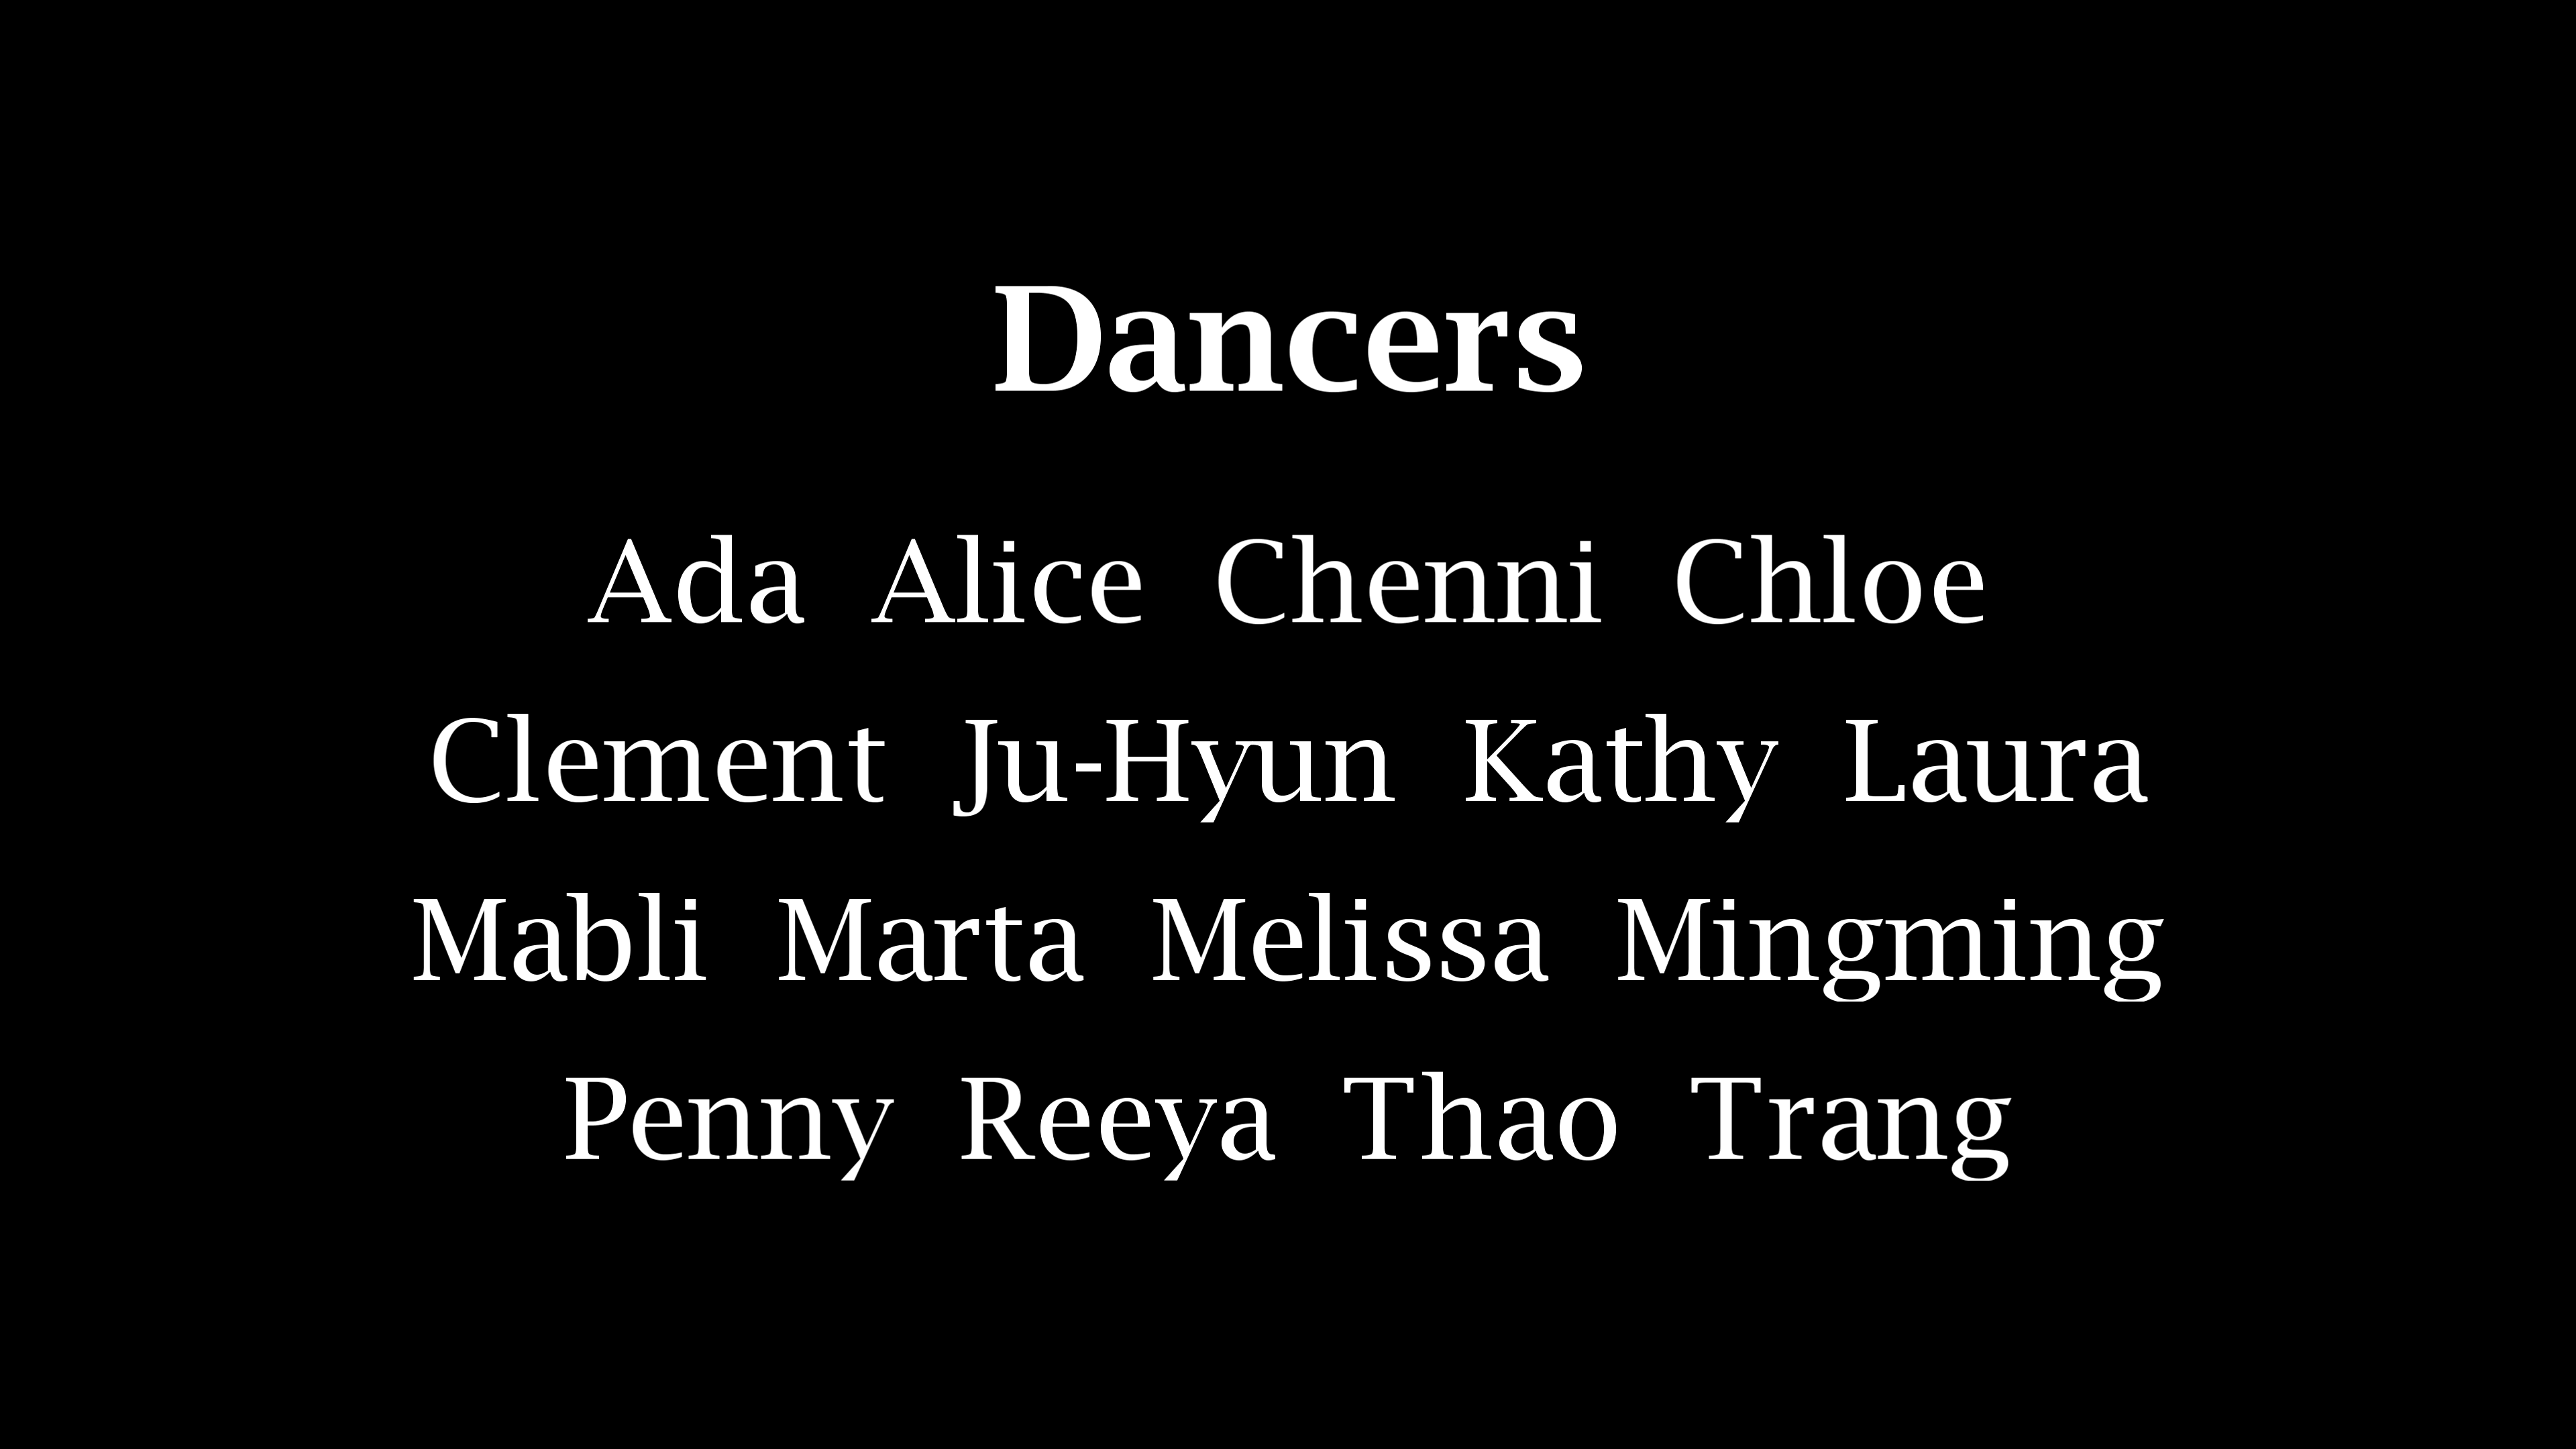 Dancers
Ada Alice Chenni Chloe
Clement Ju-Hyun Kathy Laura
Mabli Marta Melissa Mingming
Penny Reeya Thao Trang